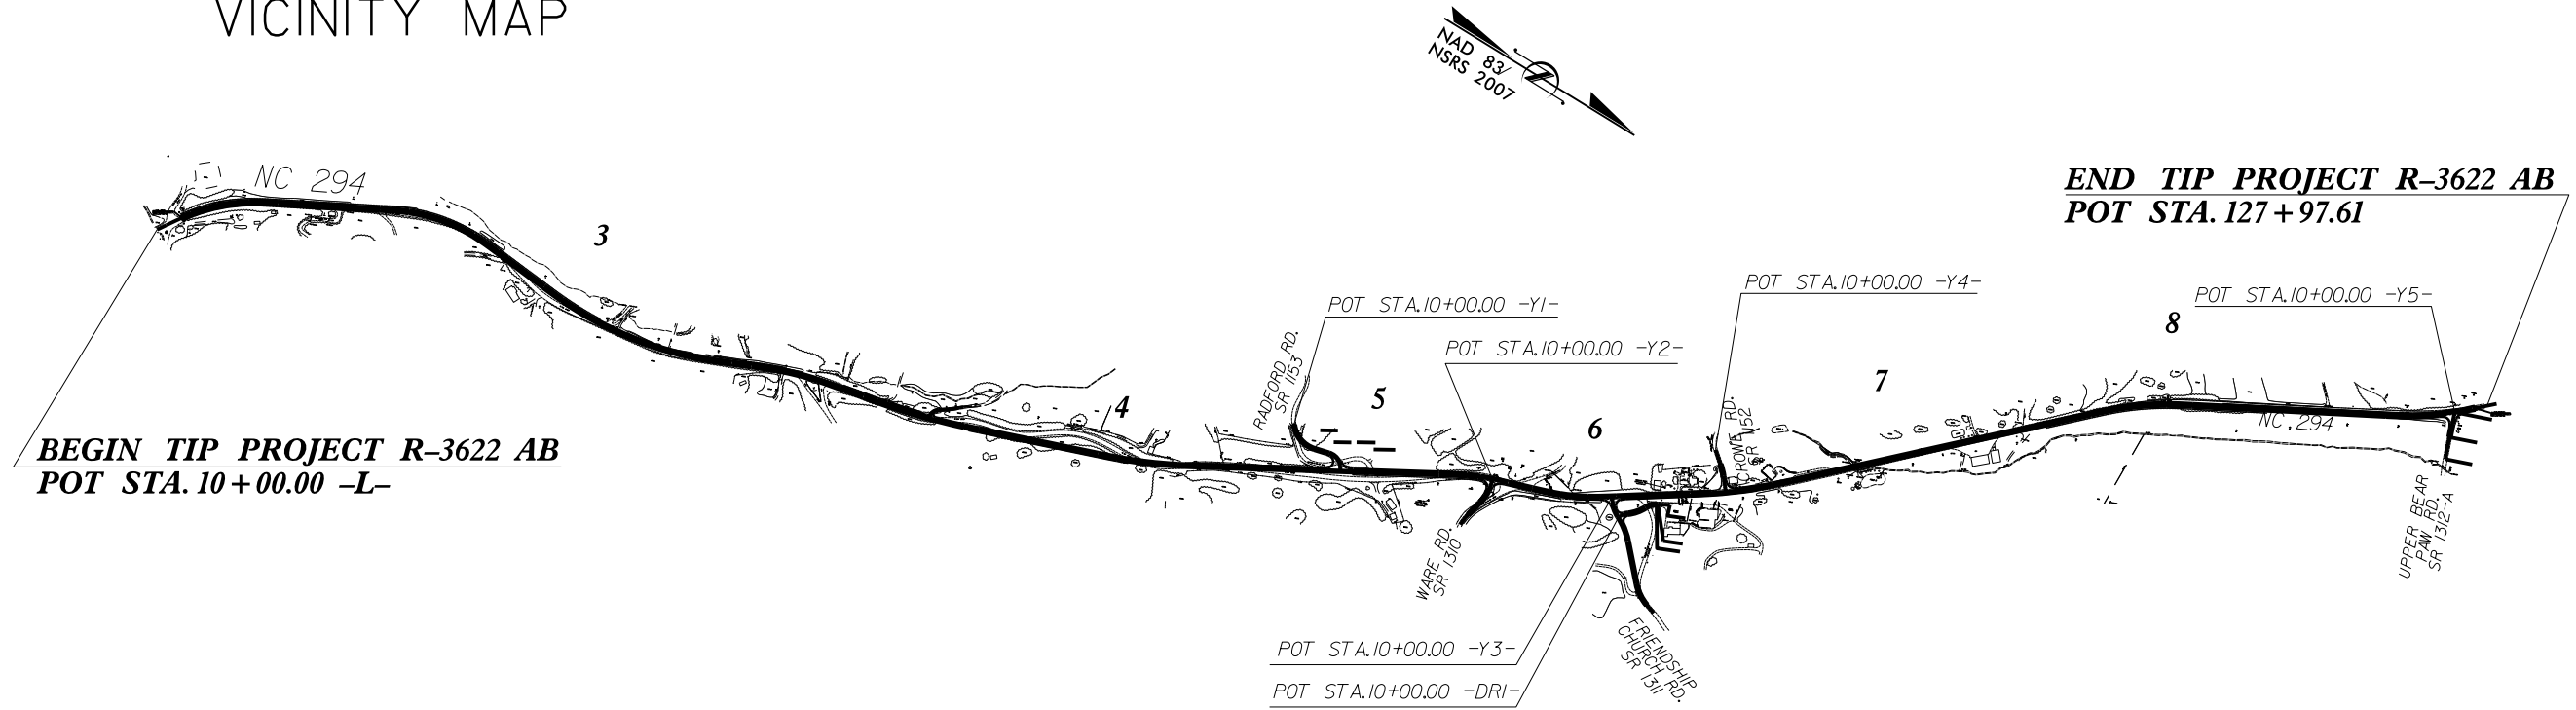 VICINITY MAP
NAD 83/
NSRS 2007
NC 294
END TIP PROJECT R–3622 AB
POT STA. 127+97.61
3
POT STA.10+00.00 -Y4-
POT STA.10+00.00 -Y5-
POT STA.10+00.00 -Y1-
8
POT STA.10+00.00 -Y2-
RADFORD RD.
SR 1153
5
7
4
6
CROWE RD.
SR 1152
NC 294
BEGIN TIP PROJECT R–3622 AB
POT STA. 10+00.00 –L–
WARE RD.
SR 1310
UPPER BEAR
PAW RD.
SR 1312-A
POT STA.10+00.00 -Y3-
POT STA.10+00.00 -DR1-
FRIENDSHIP
CHURCH RD.
SR 1311